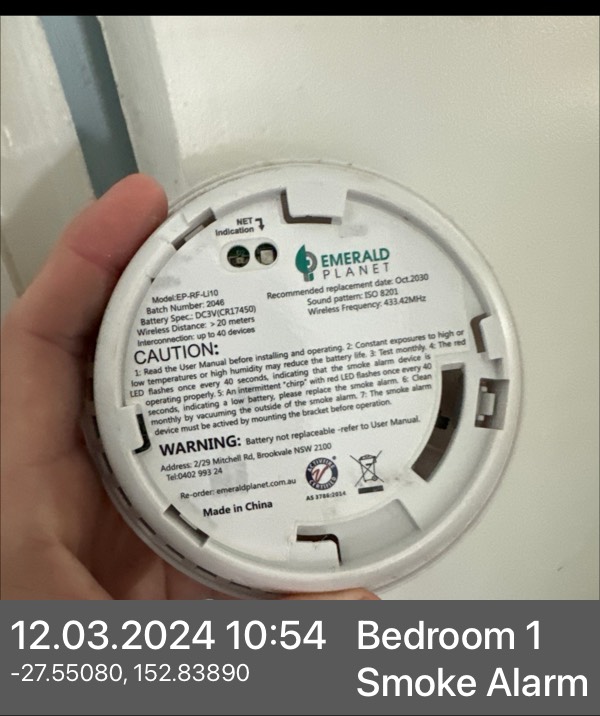 NET
Indication
EMERALD
PLANET
Model:EP-RF-Li10
Batch Number: 2046
Battery Spec.: DC3V(CR17450)
Wireless Distance: > 20 meters
Interconnection: up to 40 devices
Recommended replacement date: Oct.2030
Sound pattern: ISO 8201
Wireless Frequency: 433.42MHz
CAUTION:
1: Read the User Manual before installing and operating. 2: Constant exposures to high or
low temperatures or high humidity may reduce the battery life. 3: Test monthly. 4: The red
LED flashes once every 40 seconds, indicating that the smoke alarm device is
operating properly. 5: An intermittent "chirp" with red LED flashes once every 40
seconds, indicating a low battery, please replace the smoke alarm. 6: Clean
monthly by vacuuming the outside of the smoke alarm. 7: The smoke alarm
device must be actived by mounting the bracket before operation.
WARNING: Battery not replaceable -refer to User Manual.
Address: 2/29 Mitchell Rd, Brookvale NSW 2100
Tel:0402 993 24
Re-order: emeraldplanet.com.au
AS 3786:2014
Made in China
12.03.2024 10:54
-27.55080, 152.83890
Bedroom 1
Smoke Alarm